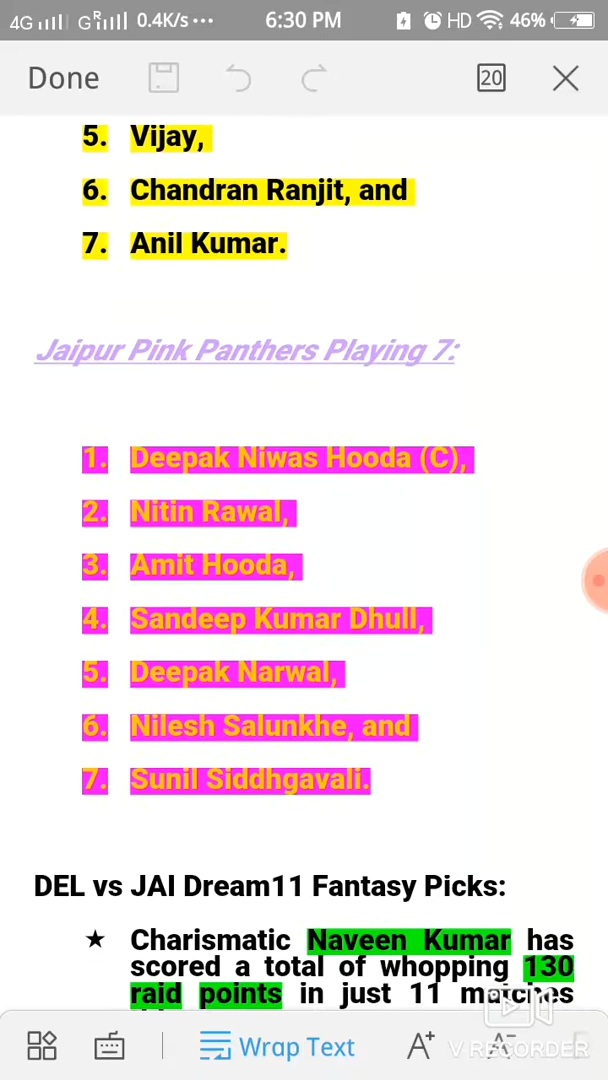 4G G R 0.4K/s ••• 6:30 PM HD 46%
Done 20
5. Vijay,
6. Chandran Ranjit, and
7. Anil Kumar.
Jaipur Pink Panthers Playing 7:
1. Deepak Niwas Hooda (C),
2. Nitin Rawal,
3. Amit Hooda,
4. Sandeep Kumar Dhull,
5. Deepak Narwal,
6. Nilesh Salunkhe, and
7. Sunil Siddhgavali.
DEL vs JAI Dream11 Fantasy Picks:
★ Charismatic Naveen Kumar has
scored a total of whopping 130
raid points in just 11 matches
Wrap Text A+ A-
V RECORDER